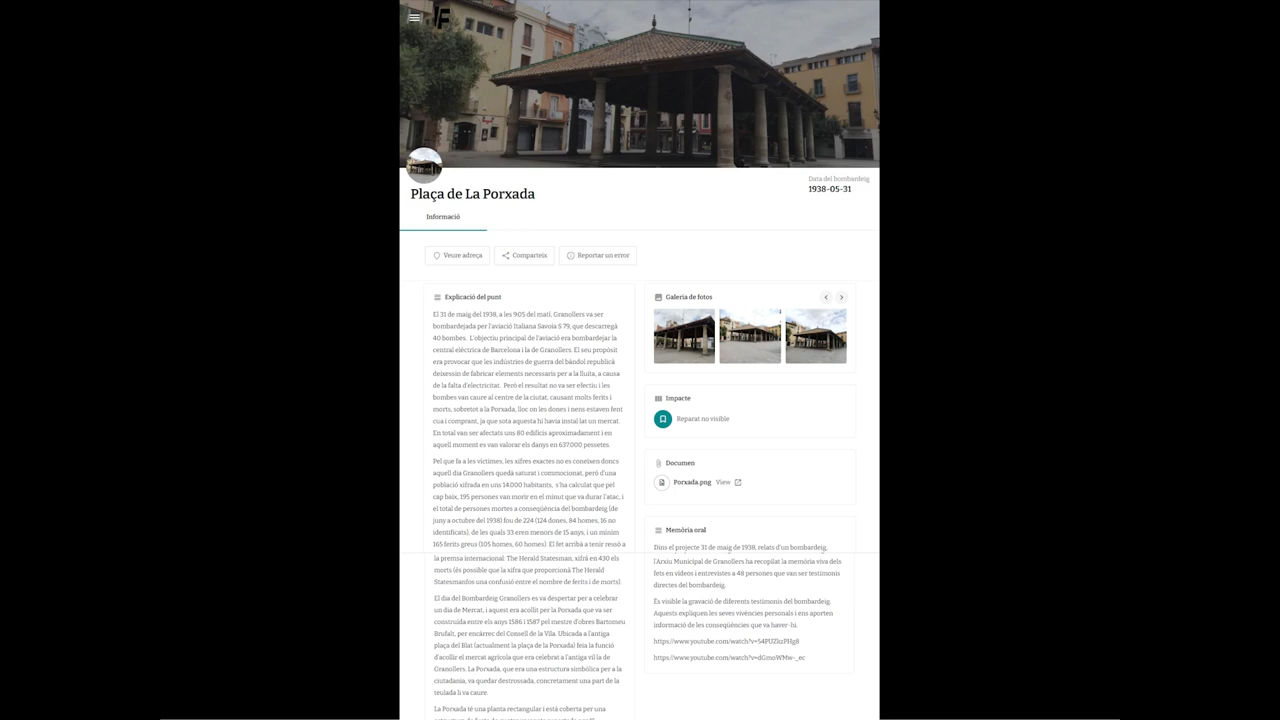 Plaça de La Porxada
Data del bombardeig
1938-05-31
Informació
Veure adreça
Comparteix
Reportar un error
Explicació del punt
El 31 de maig del 1938, a les 9:05 del matí, Granollers va ser
bombardejada per l'aviació Italiana Savoia S 79, que descarregà
40 bombes. L'objectiu principal de l'aviació era bombardejar la
central elèctrica de Barcelona i la de Granollers. El seu propòsit
era provocar que les indústries de guerra del bàndol republicà
deixessin de fabricar elements necessaris per a la lluita, a causa
de la falta d'electricitat. Però el resultat no va ser efectiu i les
bombes van caure al centre de la ciutat, causant molts ferits i
morts, sobretot a la Porxada, lloc on les dones i nens estaven fent
cua i comprant, ja que sota aquesta hi havia instal·lat un mercat.
En total van ser afectats uns 80 edificis aproximadament i en
aquell moment es van valorar els danys en 637.000 pessetes.
Pel que fa a les víctimes, les xifres exactes no es coneixen doncs
aquell dia Granollers quedà saturat i commocionat, però d'una
població xifrada en uns 14.000 habitants, s'ha calculat que pel
cap baix, 195 persones van morir en el minut que va durar l'atac, i
el total de persones mortes a conseqüència del bombardeig (de
juny a octubre del 1938) fou de 224 (124 dones, 84 homes, 16 no
identificats), de les quals 33 eren menors de 15 anys, i un mínim
165 ferits greus (105 homes, 60 homes). El fet arribà a tenir ressó a
la premsa internacional: The Herald Statesman, xifrà en 430 els
morts (és possible que la xifra que proporcionà The Herald
Statesmanfos una confusió entre el nombre de ferits i de morts).
El dia del Bombardeig Granollers es va despertar per a celebrar
un dia de Mercat, i aquest era acollit per la Porxada que va ser
construïda entre els anys 1586 i 1587 pel mestre d'obres Bartomeu
Brufalt, per encàrrec del Consell de la Vila. Ubicada a l'antiga
plaça del Blat (actualment la plaça de la Porxada) feia la funció
d'acollir el mercat agrícola que era celebrat a l'antiga vil·la de
Granollers. La Porxada, que era una estructura simbòlica per a la
ciutadania, va quedar destrossada, concretament una part de la
teulada li va caure.
La Porxada té una planta rectangular i està coberta per una
Galeria de fotos
Impacte
Reparat no visible
Documen
Porxada.png View
Memòria oral
Dins el projecte 31 de maig de 1938, relats d'un bombardeig,
l'Arxiu Municipal de Granollers ha recopilat la memòria viva dels
fets en vídeos i entrevistes a 48 persones que van ser testimonis
directes del bombardeig.
És visible la gravació de diferents testimonis del bombardeig.
Aquests expliquen les seves vivències personals i ens aporten
informació de les conseqüències que va haver-hi.
https://www.youtube.com/watch?v=54PUZkzPHg8
https://www.youtube.com/watch?v=dGmoWMw-_ec